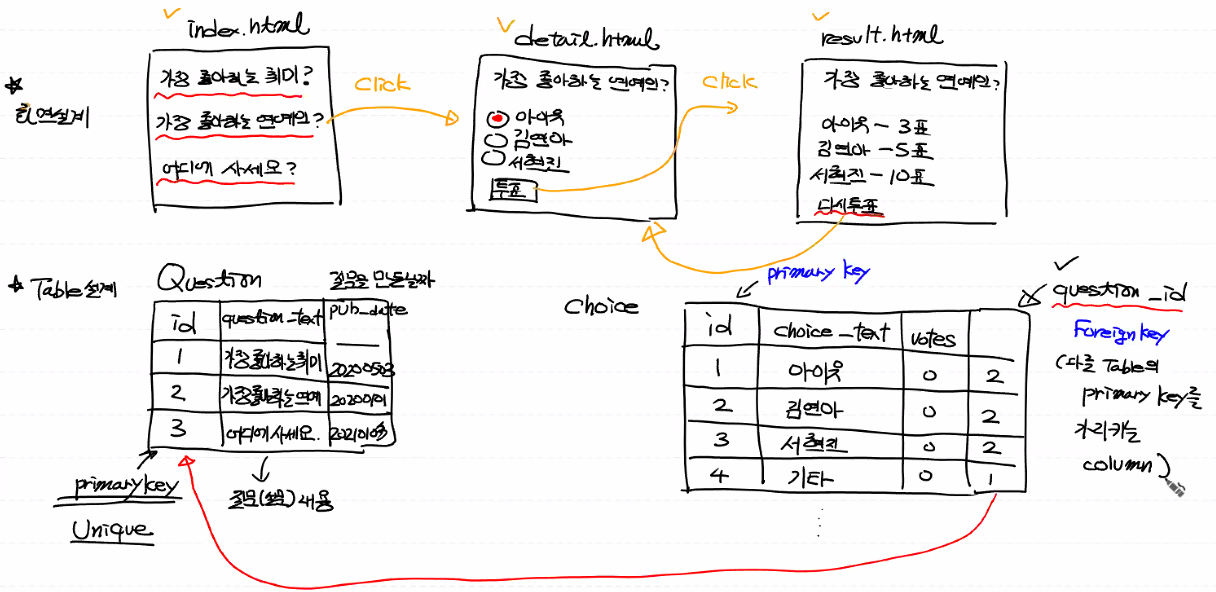 index.html
detail.html
result.html
★
화면설계
가장 좋아하는 취미?
가장 좋아하는 연예인?
어디에 사세요?
click
가장 좋아하는 연예인?
아이유
김연아
서현진
투표
click
가장 좋아하는 연예인?
아이유 - 3표
김연아 - 5표
서현진 - 10표
다시투표
★ Table설계
Question
질문을 만든날짜
id question_text pub_date
1 가장좋아하는취미
2 가장좋아하는연예 20200101
3 어디에사세요.
primary key
Unique
질문(설문)내용
Choice
primary key
question_id
id choice_text votes
1 아이유 0 2
2 김연아 0 2
3 서현진 0 2
4 기타 0 1
Foreign key
(다른 Table의
primary key를
가리키는
column)